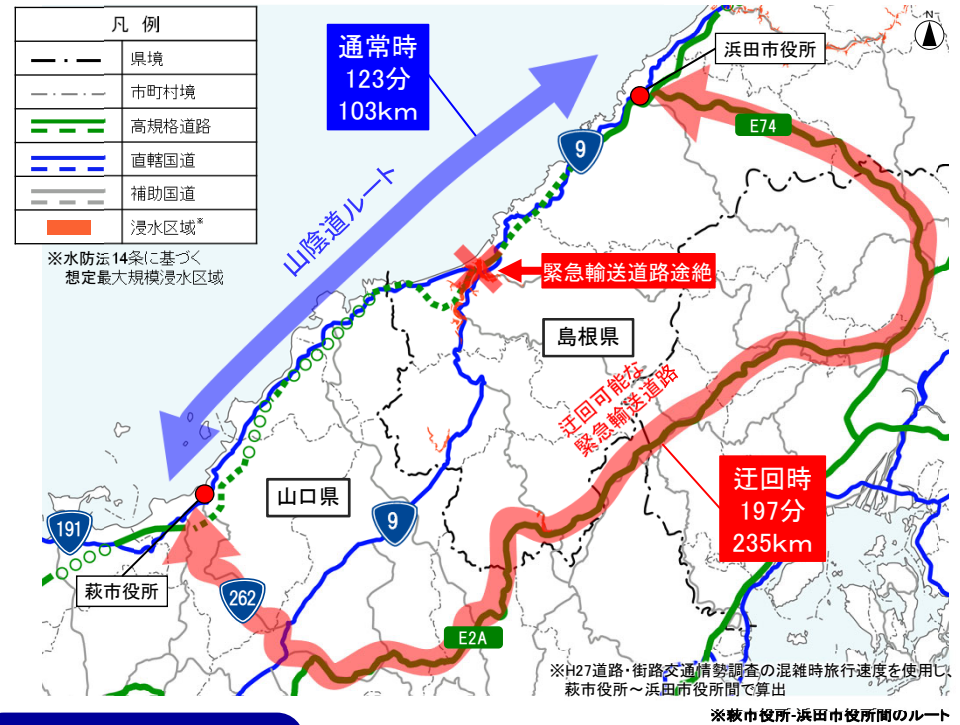 凡 例
県境
市町村境
高規格道路
直轄国道
補助国道
浸水区域※
※水防法14条に基づく
想定最大規模浸水区域
通常時
123分
103km
N
浜田市役所
E74
9
山陰道ルート
緊急輸送道路途絶
島根県
迂回可能な
緊急輸送道路
迂回時
197分
235km
山口県
191
9
萩市役所
262
E2A
※H27道路・街路交通情勢調査の混雑時旅行速度を使用し、
萩市役所～浜田市役所間で算出
※萩市役所-浜田市役所間のルート